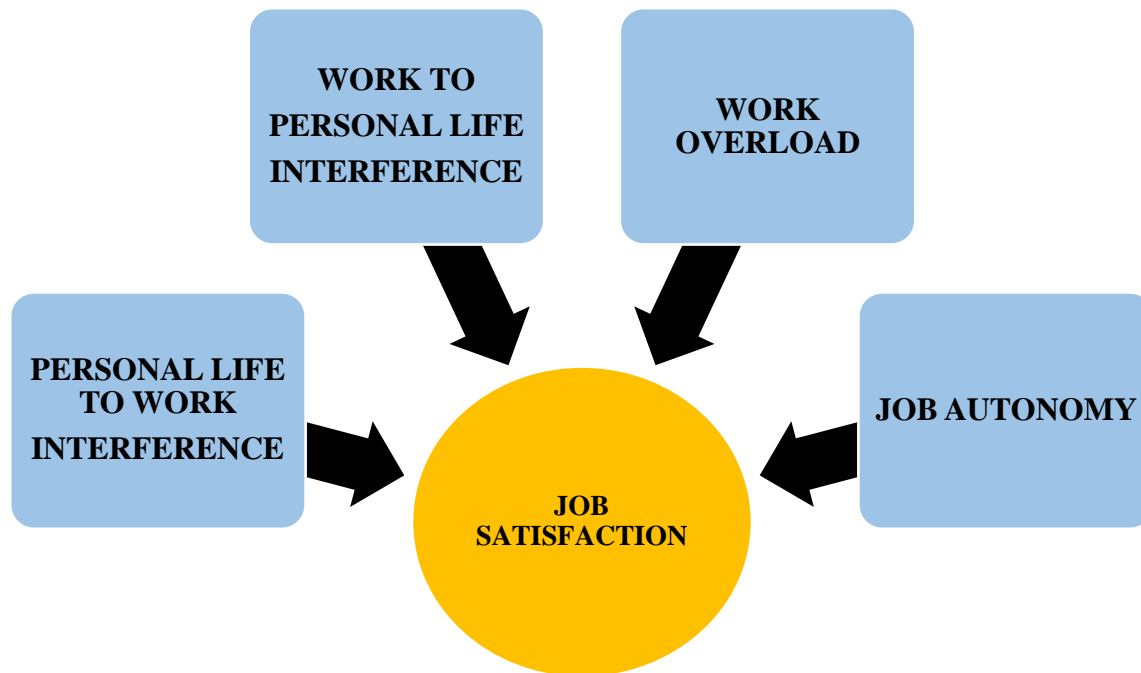 WORK TO
PERSONAL LIFE
INTERFERENCE
WORK
OVERLOAD
PERSONAL LIFE
TO WORK
INTERFERENCE
JOB AUTONOMY
JOB
SATISFACTION